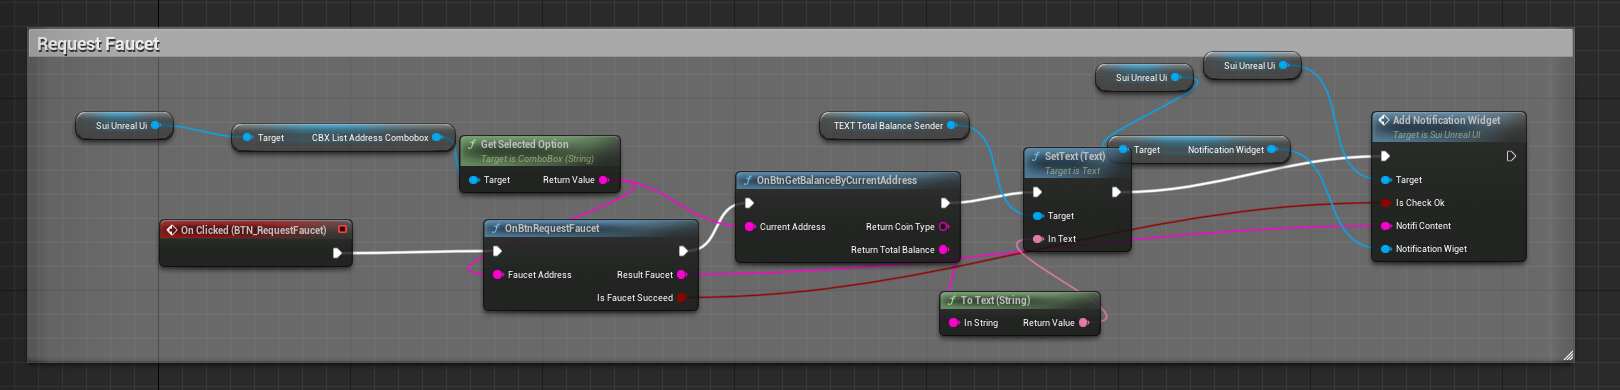 Request Faucet
Sui Unreal Ui
Sui Unreal Ui
Sui Unreal Ui
Target
CBX List Address Combobox
Get Selected Option
Target is ComboBox (String)
Target
Return Value
TEXT Total Balance Sender
Target
Notification Widget
Add Notification Widget
Target is Sui Unreal UI
Target
Is Check Ok
Notifi Content
Notification Wiget
SetText (Text)
Target is Text
Target
In Text
OnBtnGetBalanceByCurrentAddress
Current Address
Return Coin Type
Return Total Balance
On Clicked (BTN_RequestFaucet)
OnBtnRequestFaucet
Faucet Address
Result Faucet
Is Faucet Succeed
To Text (String)
In String
Return Value